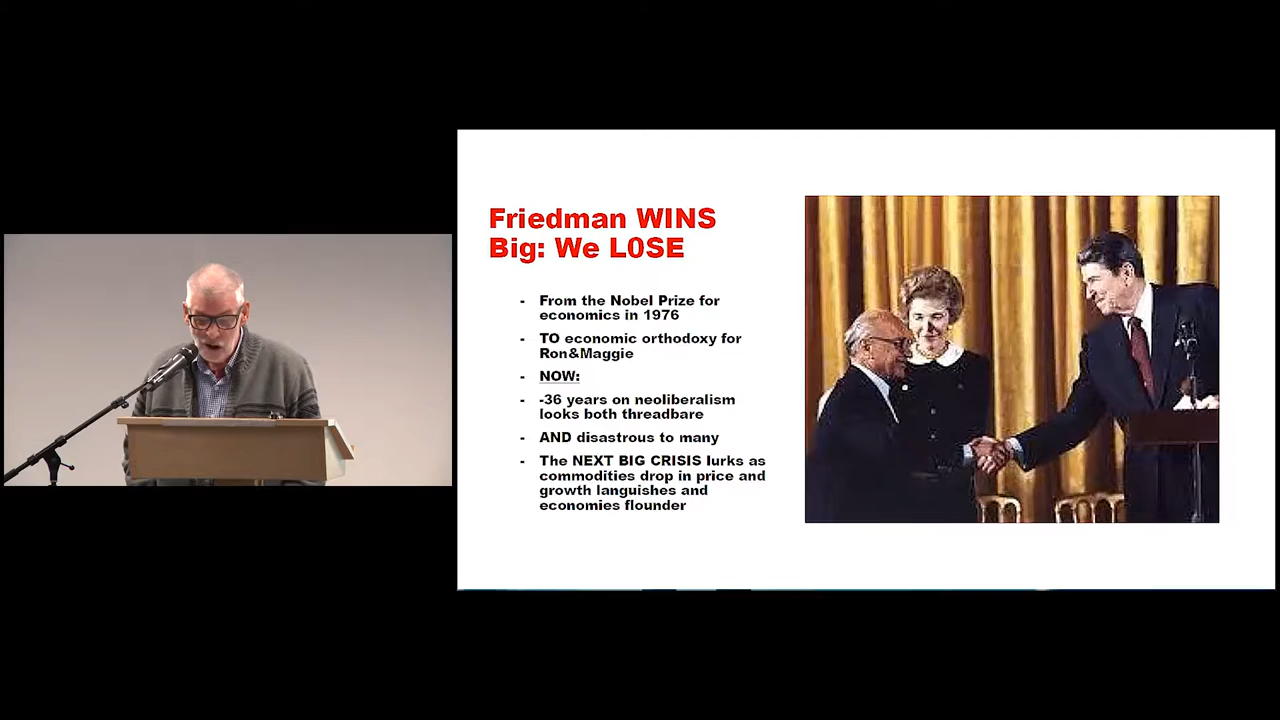 Friedman WINS
Big: We L0SE
- From the Nobel Prize for
economics in 1976
- TO economic orthodoxy for
Ron&Maggie
- NOW:
- -36 years on neoliberalism
looks both threadbare
- AND disastrous to many
- The NEXT BIG CRISIS lurks as
commodities drop in price and
growth languishes and
economies flounder